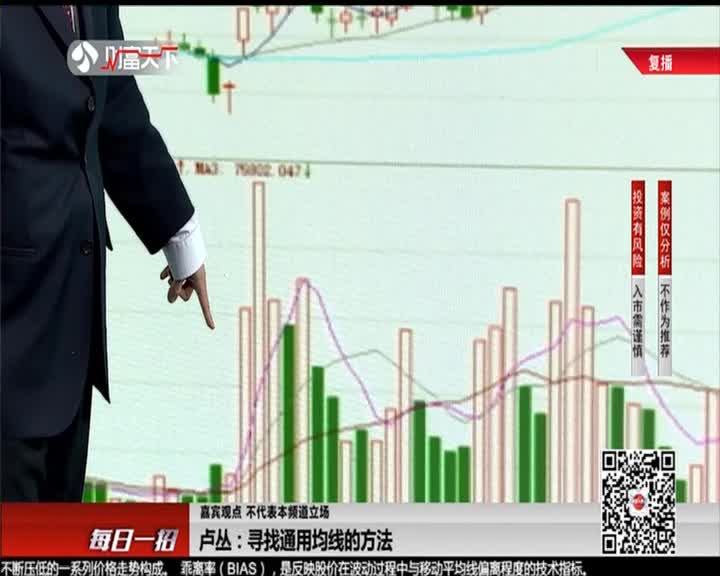 财富天下
复播
MA3. 75802.047↓
案例仅分析 不作为推荐
投资有风险 入市需谨慎
嘉宾观点 不代表本频道立场
每日一招
卢丛：寻找通用均线的方法
不断压低的一系列价格走势构成。 乖离率（BIAS），是反映股价在波动过程中与移动平均线偏离程度的技术指标。